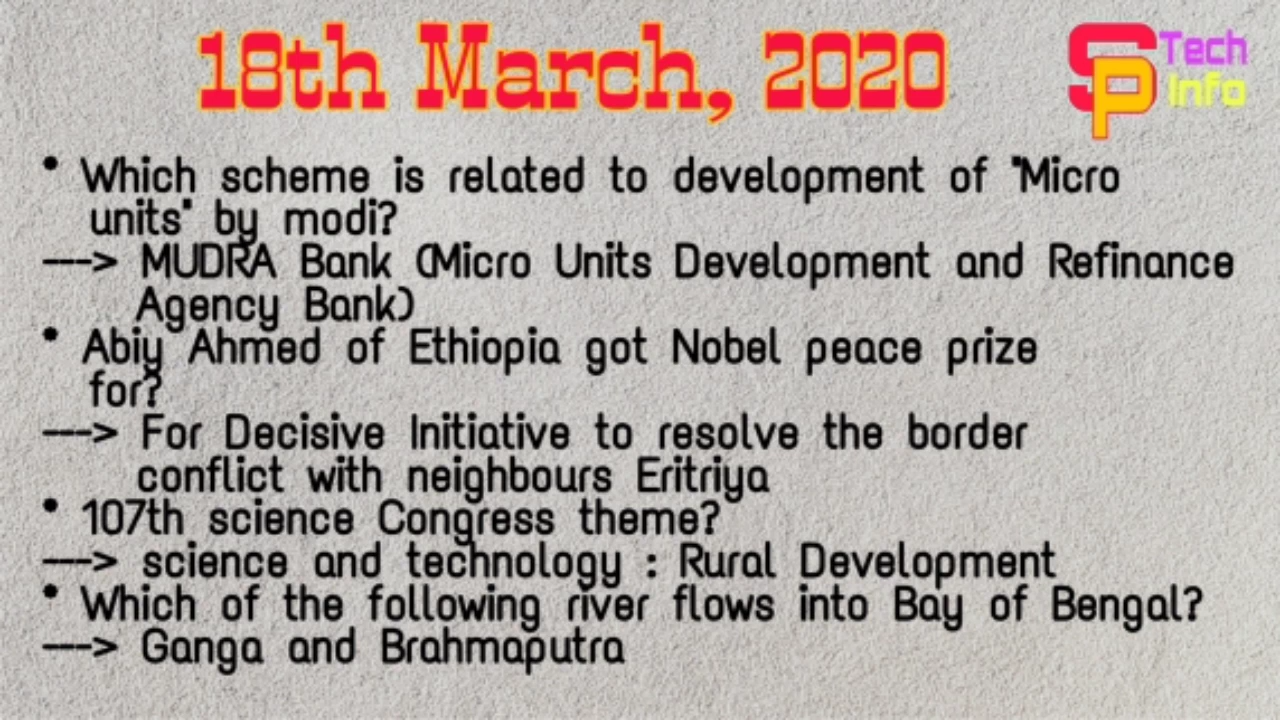 18th March, 2020
SP Tech Info
• Which scheme is related to development of "Micro
units" by modi?
---> MUDRA Bank (Micro Units Development and Refinance
Agency Bank)
• Abiy Ahmed of Ethiopia got Nobel peace prize
for?
---> For Decisive Initiative to resolve the border
conflict with neighbours Eritriya
• 107th science Congress theme?
---> science and technology : Rural Development
• Which of the following river flows into Bay of Bengal?
---> Ganga and Brahmaputra